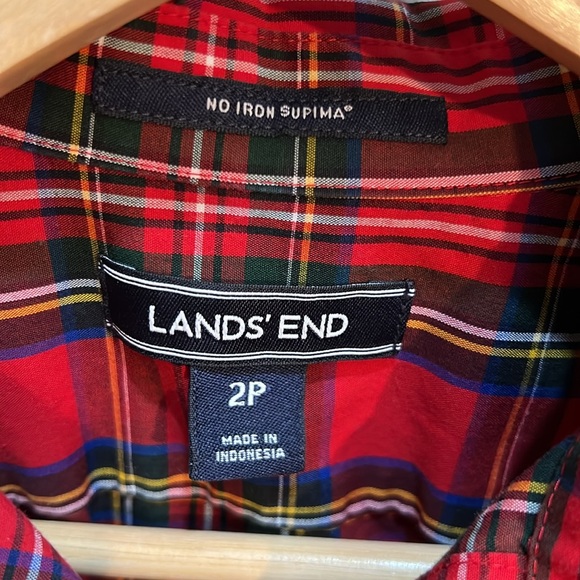 NO IRON SUPIMA®
LANDS' END
2P
MADE IN
INDONESIA